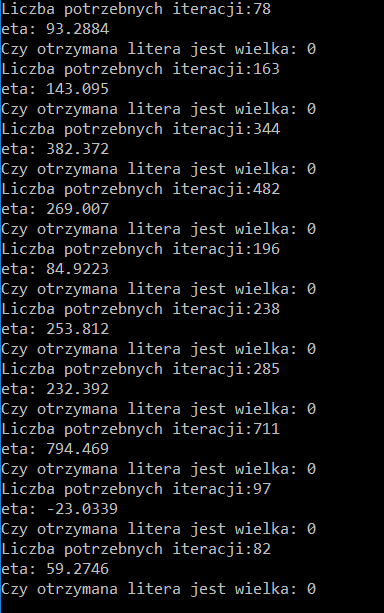 Liczba potrzebnych iteracji:78
eta: 93.2884
Czy otrzymana litera jest wielka: 0
Liczba potrzebnych iteracji:163
eta: 143.095
Czy otrzymana litera jest wielka: 0
Liczba potrzebnych iteracji:344
eta: 382.372
Czy otrzymana litera jest wielka: 0
Liczba potrzebnych iteracji:482
eta: 269.007
Czy otrzymana litera jest wielka: 0
Liczba potrzebnych iteracji:196
eta: 84.9223
Czy otrzymana litera jest wielka: 0
Liczba potrzebnych iteracji:238
eta: 253.812
Czy otrzymana litera jest wielka: 0
Liczba potrzebnych iteracji:285
eta: 232.392
Czy otrzymana litera jest wielka: 0
Liczba potrzebnych iteracji:711
eta: 794.469
Czy otrzymana litera jest wielka: 0
Liczba potrzebnych iteracji:97
eta: -23.0339
Czy otrzymana litera jest wielka: 0
Liczba potrzebnych iteracji:82
eta: 59.2746
Czy otrzymana litera jest wielka: 0